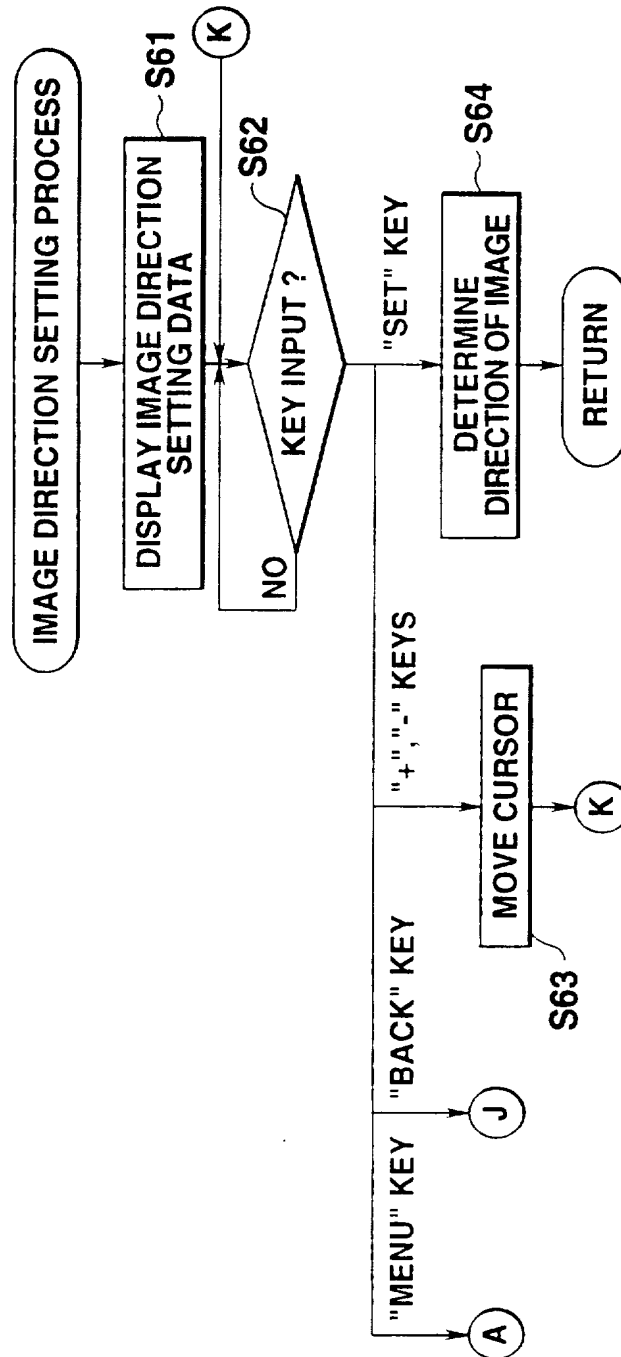 IMAGE DIRECTION SETTING PROCESS
DISPLAY IMAGE DIRECTION
SETTING DATA
S61
K
S62
KEY INPUT ?
NO
"MENU" KEY
"BACK" KEY
"+","-" KEYS
"SET" KEY
A
J
MOVE CURSOR
S63
K
DETERMINE
DIRECTION OF IMAGE
S64
RETURN